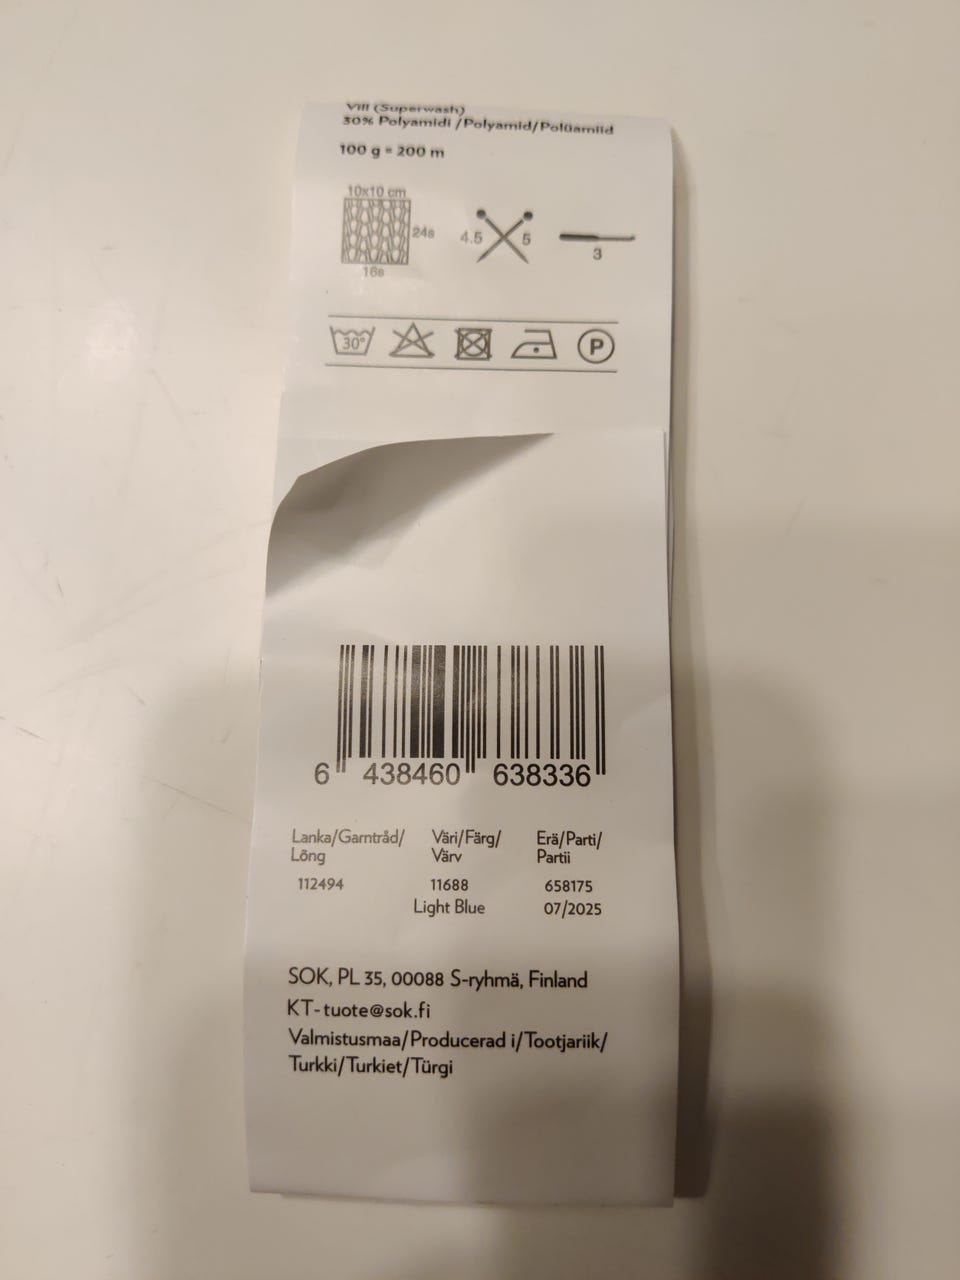 Vill (Superwash)
30% Polyamidi /Polyamid/Polüamiid
100 g = 200 m
10x10 cm
24s
16s
4.5 5
3
30°
P
6 438460 638336
Lanka/Garntråd/
Lõng
Väri/Färg/
Värv
Erä/Parti/
Partii
112494 11688 658175
Light Blue 07/2025
SOK, PL 35, 00088 S-ryhmä, Finland
KT-tuote@sok.fi
Valmistusmaa/Producerad i/Tootjariik/
Turkki/Turkiet/Türgi